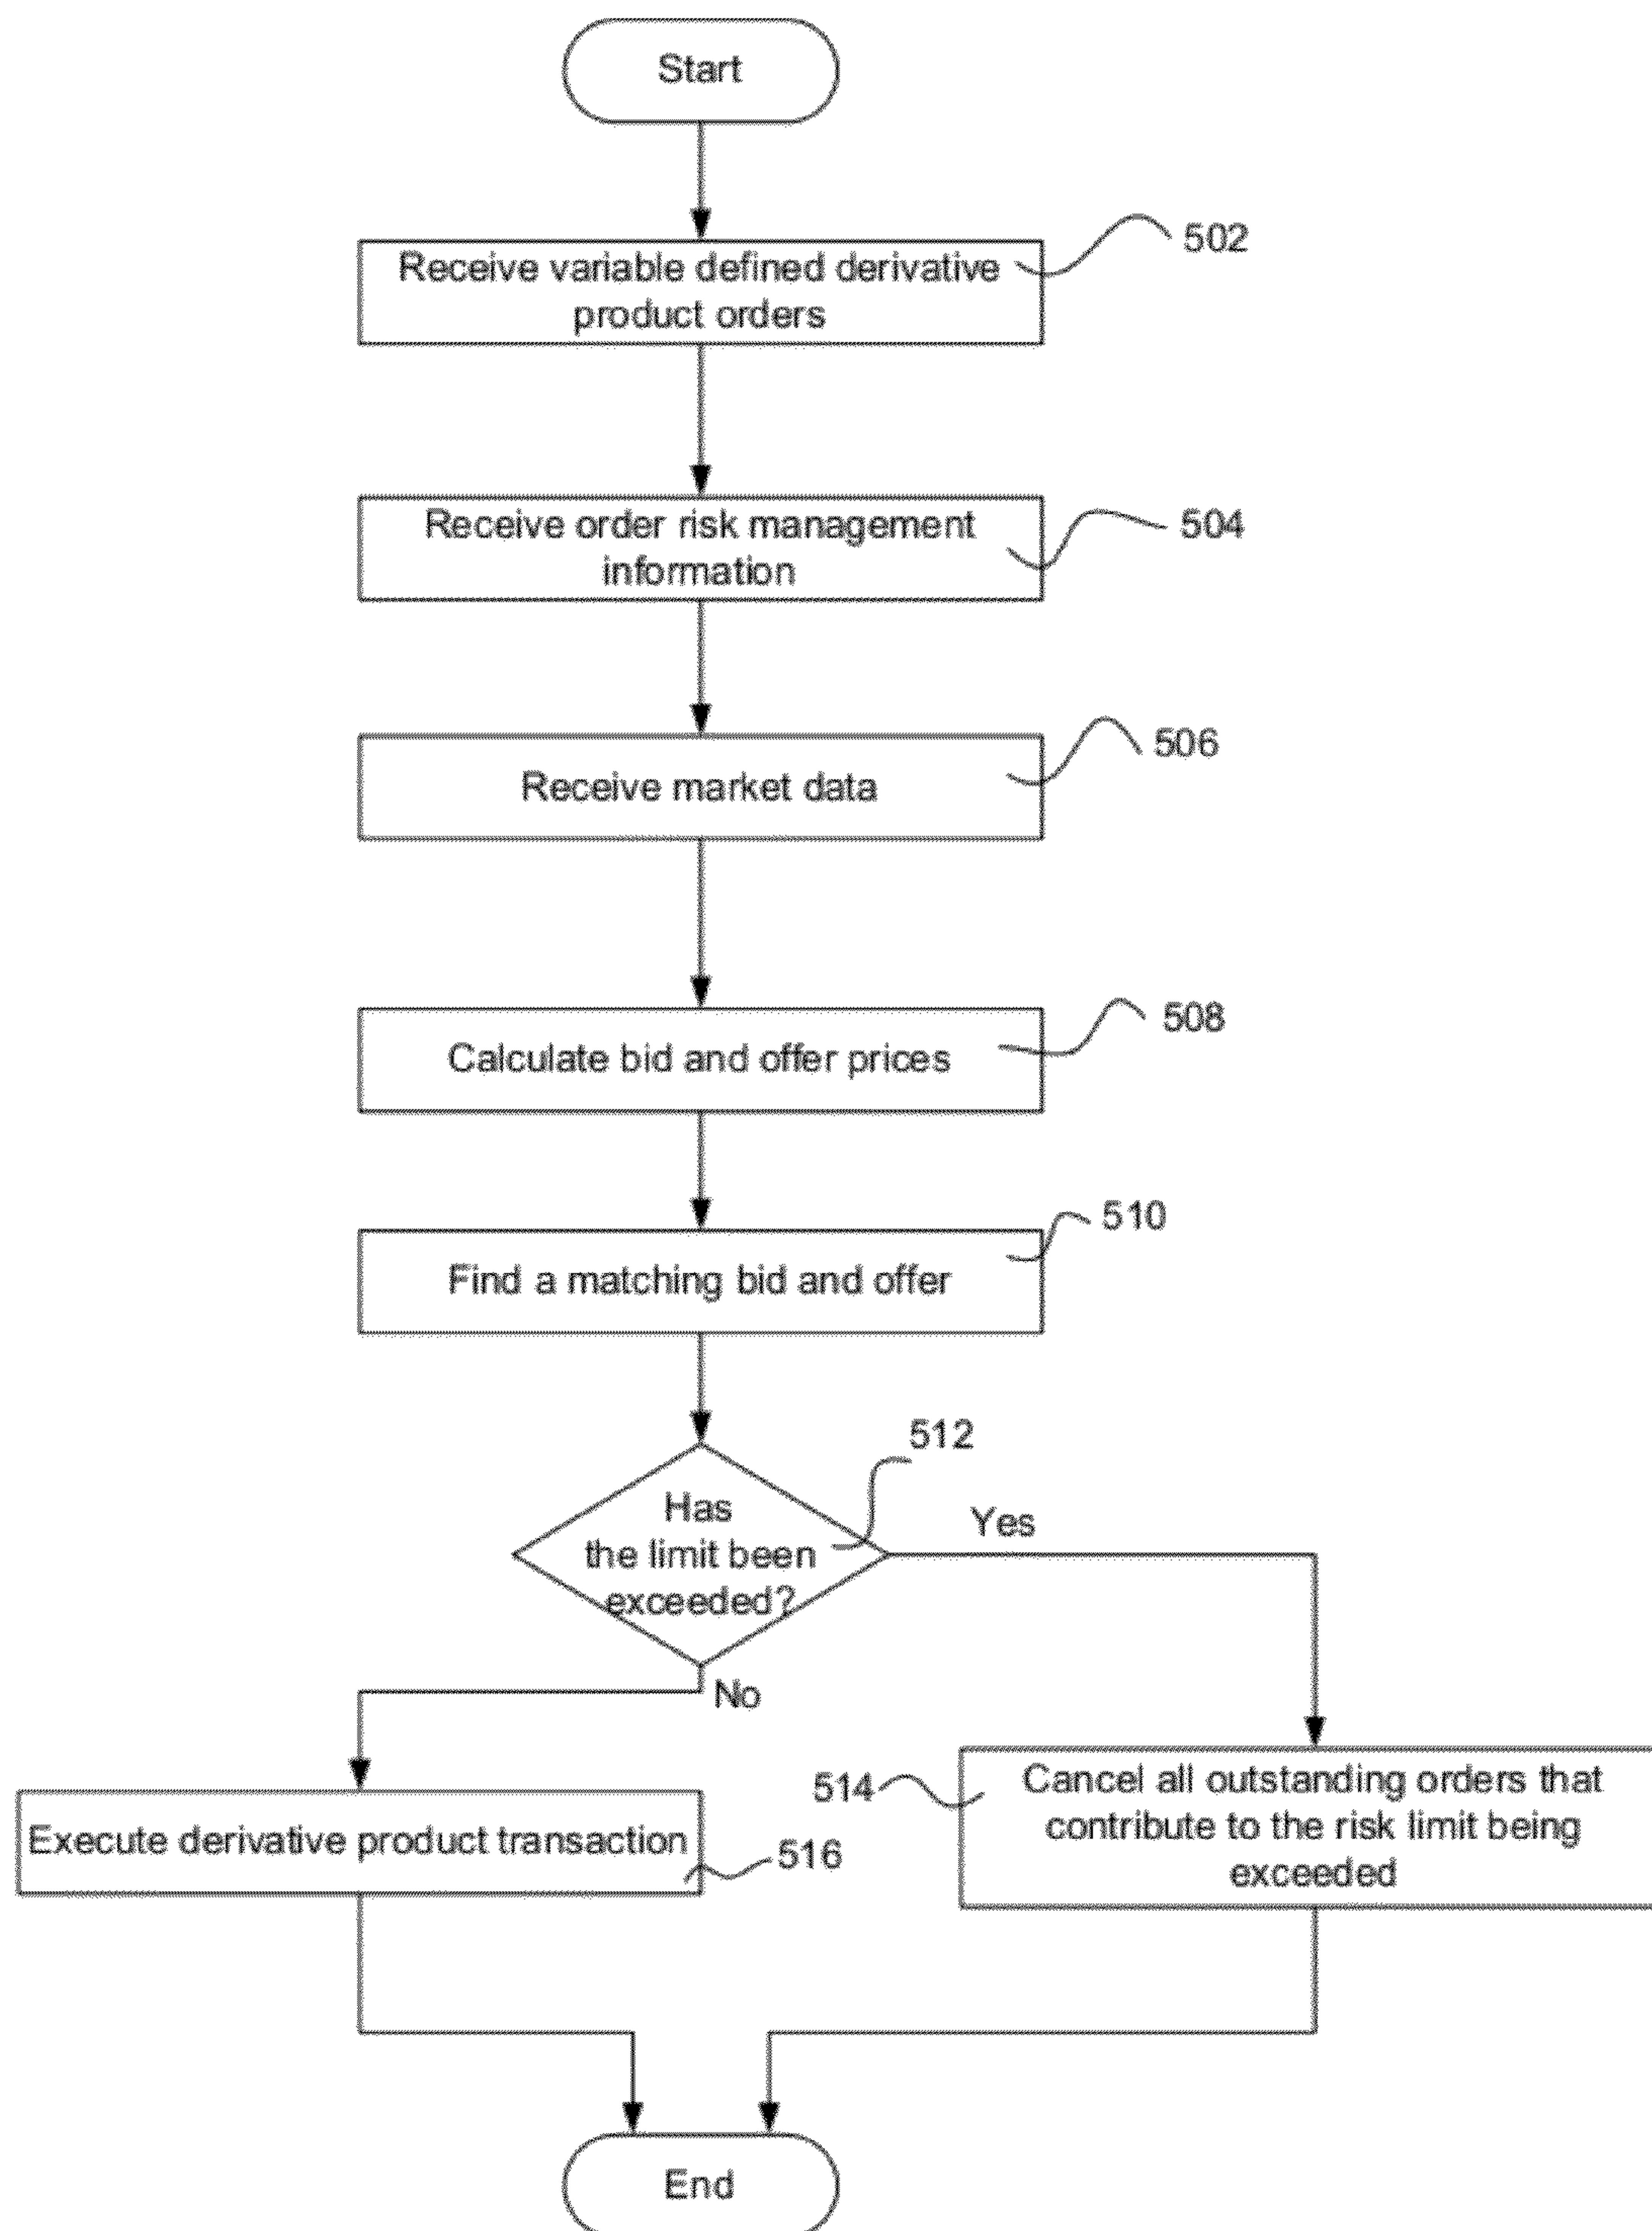 Start
502
Receive variable defined derivative
product orders
504
Receive order risk management
information
506
Receive market data
508
Calculate bid and offer prices
510
Find a matching bid and offer
512
Has
the limit been
exceeded?
Yes
No
514
Cancel all outstanding orders that
contribute to the risk limit being
exceeded
Execute derivative product transaction
516
End